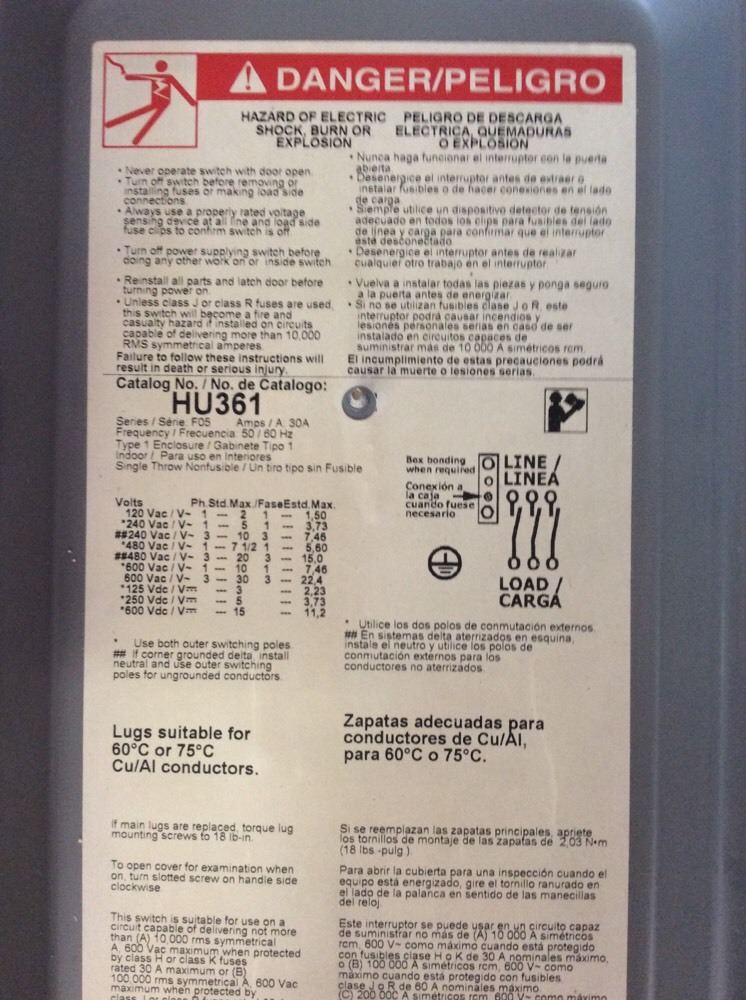 DANGER/PELIGRO
HAZARD OF ELECTRIC
SHOCK, BURN OR
EXPLOSION
• Never operate switch with door open.
• Turn off switch before removing or
installing fuses or making load side
connections.
• Always use a properly rated voltage
sensing device at all line and load side
fuse clips to confirm switch is off.
• Turn off power supplying switch before
doing any other work on or inside switch.
• Reinstall all parts and latch door before
turning power on.
• Unless class J or class R fuses are used,
this switch will become a fire and
casualty hazard if installed on circuits
capable of delivering more than 10,000
RMS symmetrical amperes.
Failure to follow these instructions will
result in death or serious injury.
PELIGRO DE DESCARGA
ELECTRICA, QUEMADURAS
O EXPLOSIÓN
• Nunca haga funcionar el interruptor con la puerta
abierta.
• Desenergice el interruptor antes de extraer o
instalar fusibles o de hacer conexiones en el lado
de carga.
• Siempre utilice un dispositivo detector de tensión
adecuado en todos los clips para fusibles del lado
de línea y carga para confirmar que el interruptor
esté desconectado.
• Desenergice el interruptor antes de realizar
cualquier otro trabajo en el interruptor.
• Vuelva a instalar todas las piezas y ponga seguro
a la puerta antes de energizar.
• Si no se utilizan fusibles clase J o R, este
interruptor podrá causar incendios y
lesiones personales serias en caso de ser
instalado en circuitos capaces de
suministrar más de 10 000 A simétricos rcm.
El incumplimiento de estas precauciones podrá
causar la muerte o lesiones serias.
Catalog No. / No. de Catalogo:
HU361
Series / Série F05 Amps / A 30A
Frequency / Frecuencia 50 / 60 Hz
Type 1 Enclosure / Gabinete Tipo 1
Indoor / Para uso en Interiores
Single Throw Nonfusible / Un tiro tipo sin Fusible
Volts Ph.Std.Max./FaseEstd.Max.
120 Vac / V~ 1 — 2 1 — 1,50
*240 Vac / V~ 1 — 5 1 — 3,73
##240 Vac / V~ 3 — 10 3 — 7,46
*480 Vac / V~ 1 — 7 1/2 1 — 5,60
##480 Vac / V~ 3 — 20 3 — 15,0
*600 Vac / V~ 1 — 10 1 — 7,46
600 Vac / V~ 3 — 30 3 — 22,4
*125 Vdc / V⎓ — 3 — 2,23
*250 Vdc / V⎓ — 5 — 3,73
*600 Vdc / V⎓ — 15 — 11,2
Box bonding
when required
Conexión a
la caja
cuando fuese
necesario
LINE /
LINEA
LOAD /
CARGA
* Use both outer switching poles.
## If corner grounded delta, install
neutral and use outer switching
poles for ungrounded conductors.
* Utilice los dos polos de conmutación externos.
## En sistemas delta aterrizados en esquina,
instale el neutro y utilice los polos de
conmutación externos para los
conductores no aterrizados.
Lugs suitable for
60°C or 75°C
Cu/Al conductors.
Zapatas adecuadas para
conductores de Cu/Al,
para 60°C o 75°C.
If main lugs are replaced, torque lug
mounting screws to 18 lb-in.
To open cover for examination when
on, turn slotted screw on handle side
clockwise.
This switch is suitable for use on a
circuit capable of delivering not more
than (A) 10,000 rms symmetrical
A, 600 Vac maximum when protected
by class H or class K fuses
rated 30 A maximum or (B)
100,000 rms symmetrical A, 600 Vac
maximum when protected by
class J or class R fuses
Si se reemplazan las zapatas principales, apriete
los tornillos de montaje de las zapatas de 2,03 N•m
(18 lbs -pulg ).
Para abrir la cubierta para una inspección cuando el
equipo está energizado, gire el tornillo ranurado en
el lado de la palanca en sentido de las manecillas
del reloj.
Este interruptor se puede usar en un circuito capaz
de suministrar no más de (A) 10 000 A simétricos
rcm, 600 V~ como máximo cuando está protegido
con fusibles clase H o K de 30 A nominales máximo,
o (B) 100 000 A simétricos rcm, 600 V~ como
máximo cuando está protegido con fusibles
clase J o R de 60 A nominales máximo.
(C) 200 000 A simétricos rcm, 600 V~ como máximo